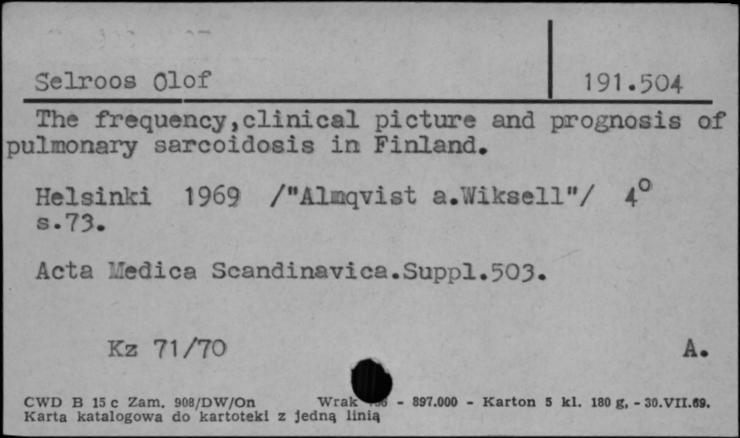 Selroos Olof 191.504
The frequency,clinical picture and prognosis of
pulmonary sarcoidosis in Finland.
Helsinki 1969 /"Almqvist a.Wiksell"/ 4°
s.73.
Acta Medica Scandinavica.Suppl.503.
Kz 71/70 A.
CWD B 15 c Zam. 908/DW/On Wrak - 897.000 - Karton 5 kl. 180 g. - 30.VII.69.
Karta katalogowa do kartoteki z jedną linią